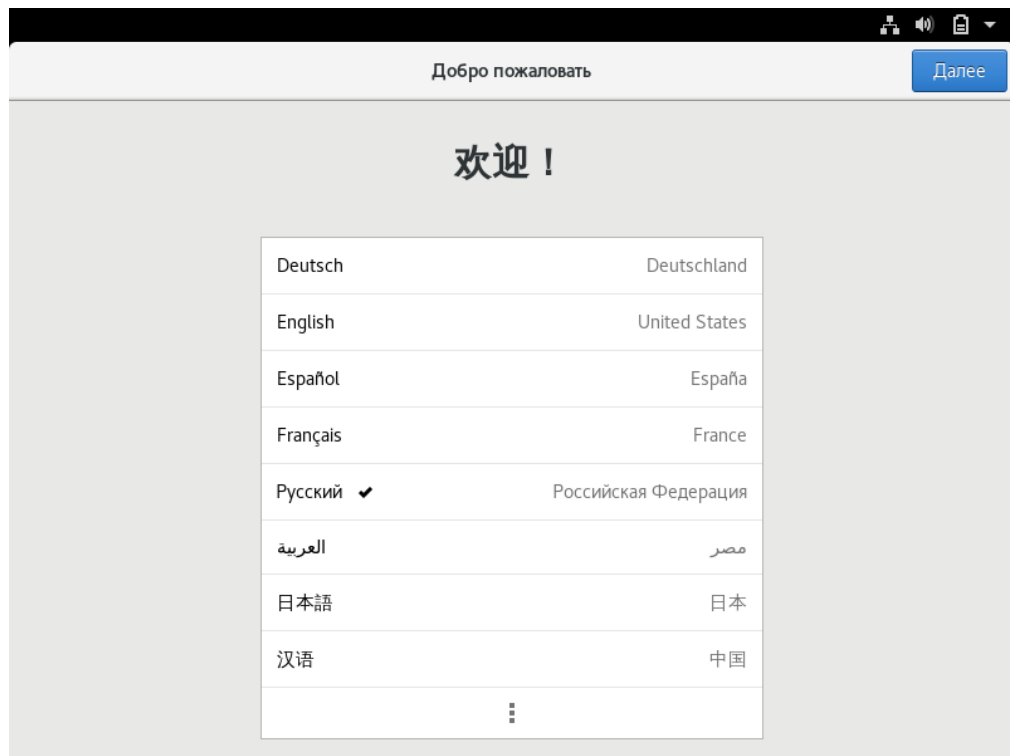 Добро пожаловать
Далее
欢迎！
Deutsch Deutschland
English United States
Español España
Français France
Русский Российская Федерация
العربية مصر
日本語 日本
汉语 中国